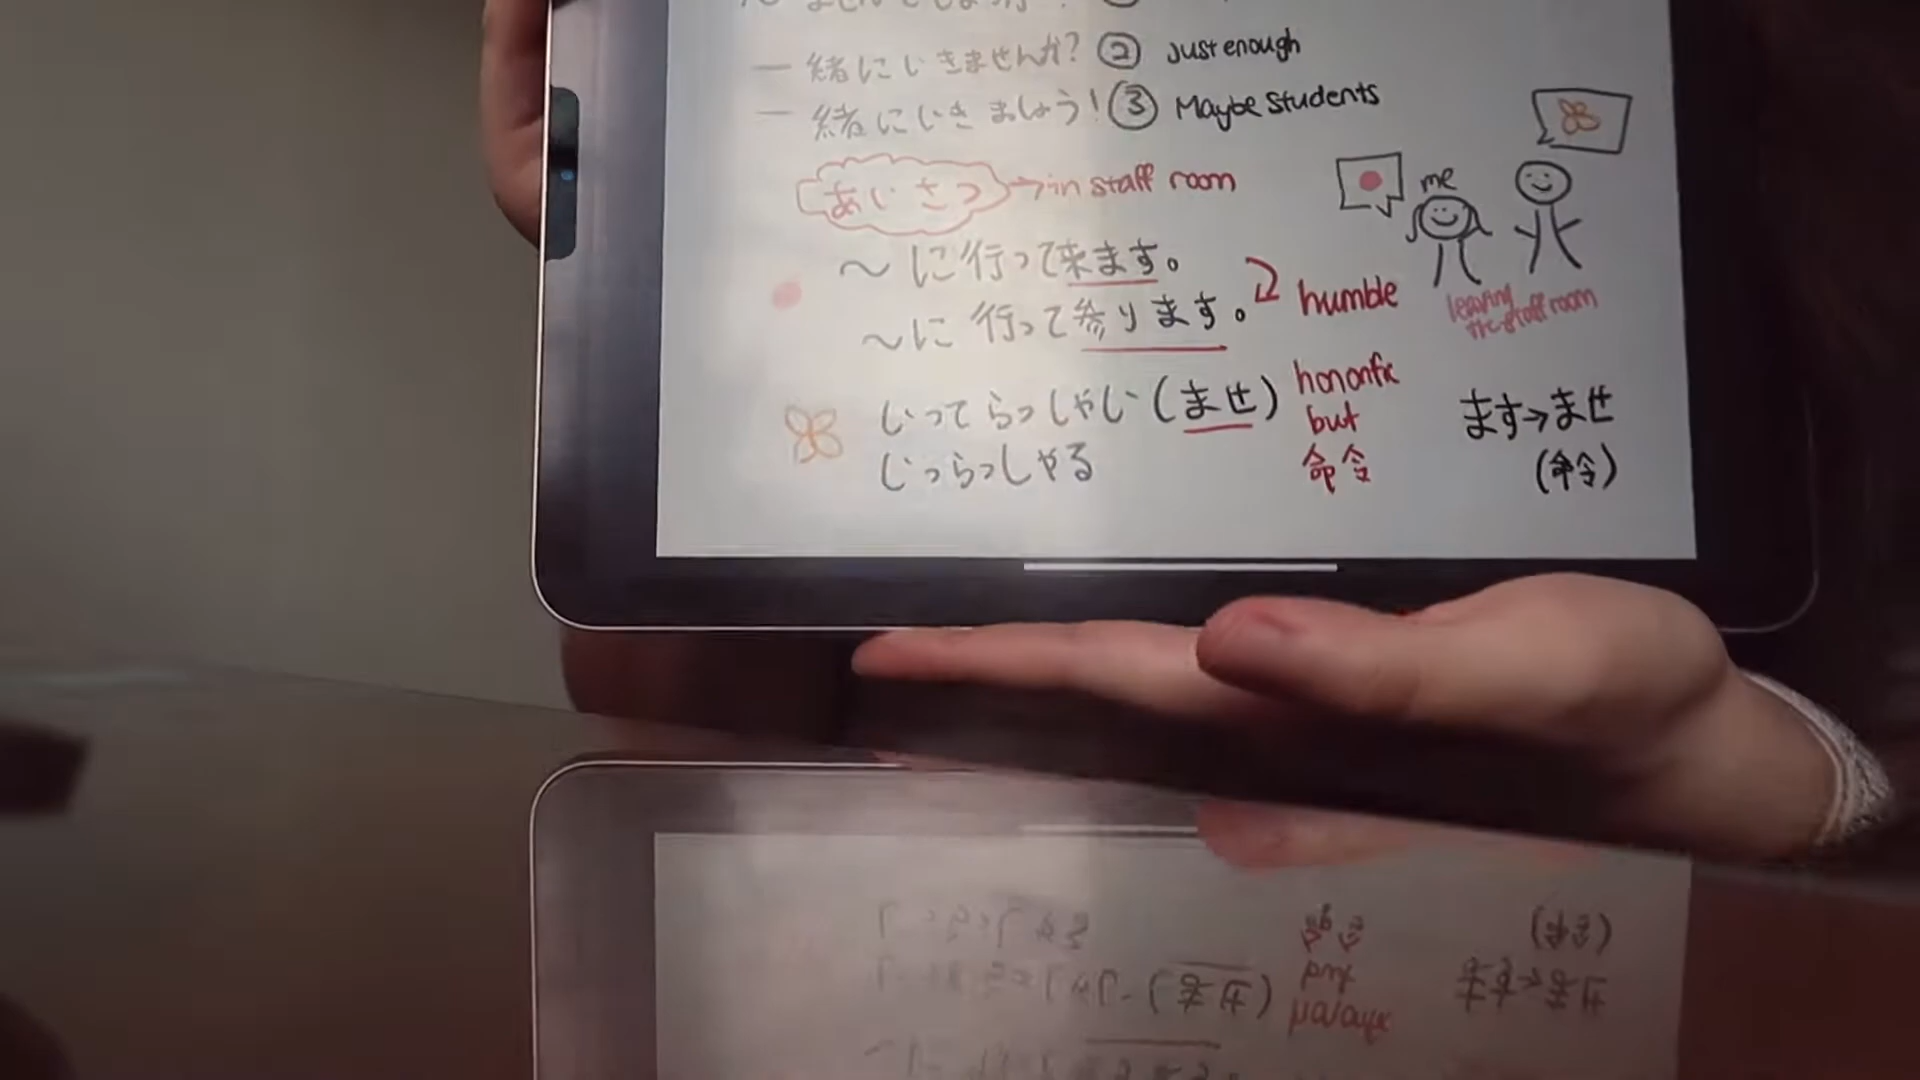 一緒にいきませんか？ ② Just enough
一緒にいきましょう！ ③ Maybe students
あいさつ → in staff room
me
〜に行って来ます。
〜に行って参ります。 humble
leaving the staff room
いってらっしゃい（ませ） honorific but 命令
いっらっしゃる
ます→ませ
（命令）